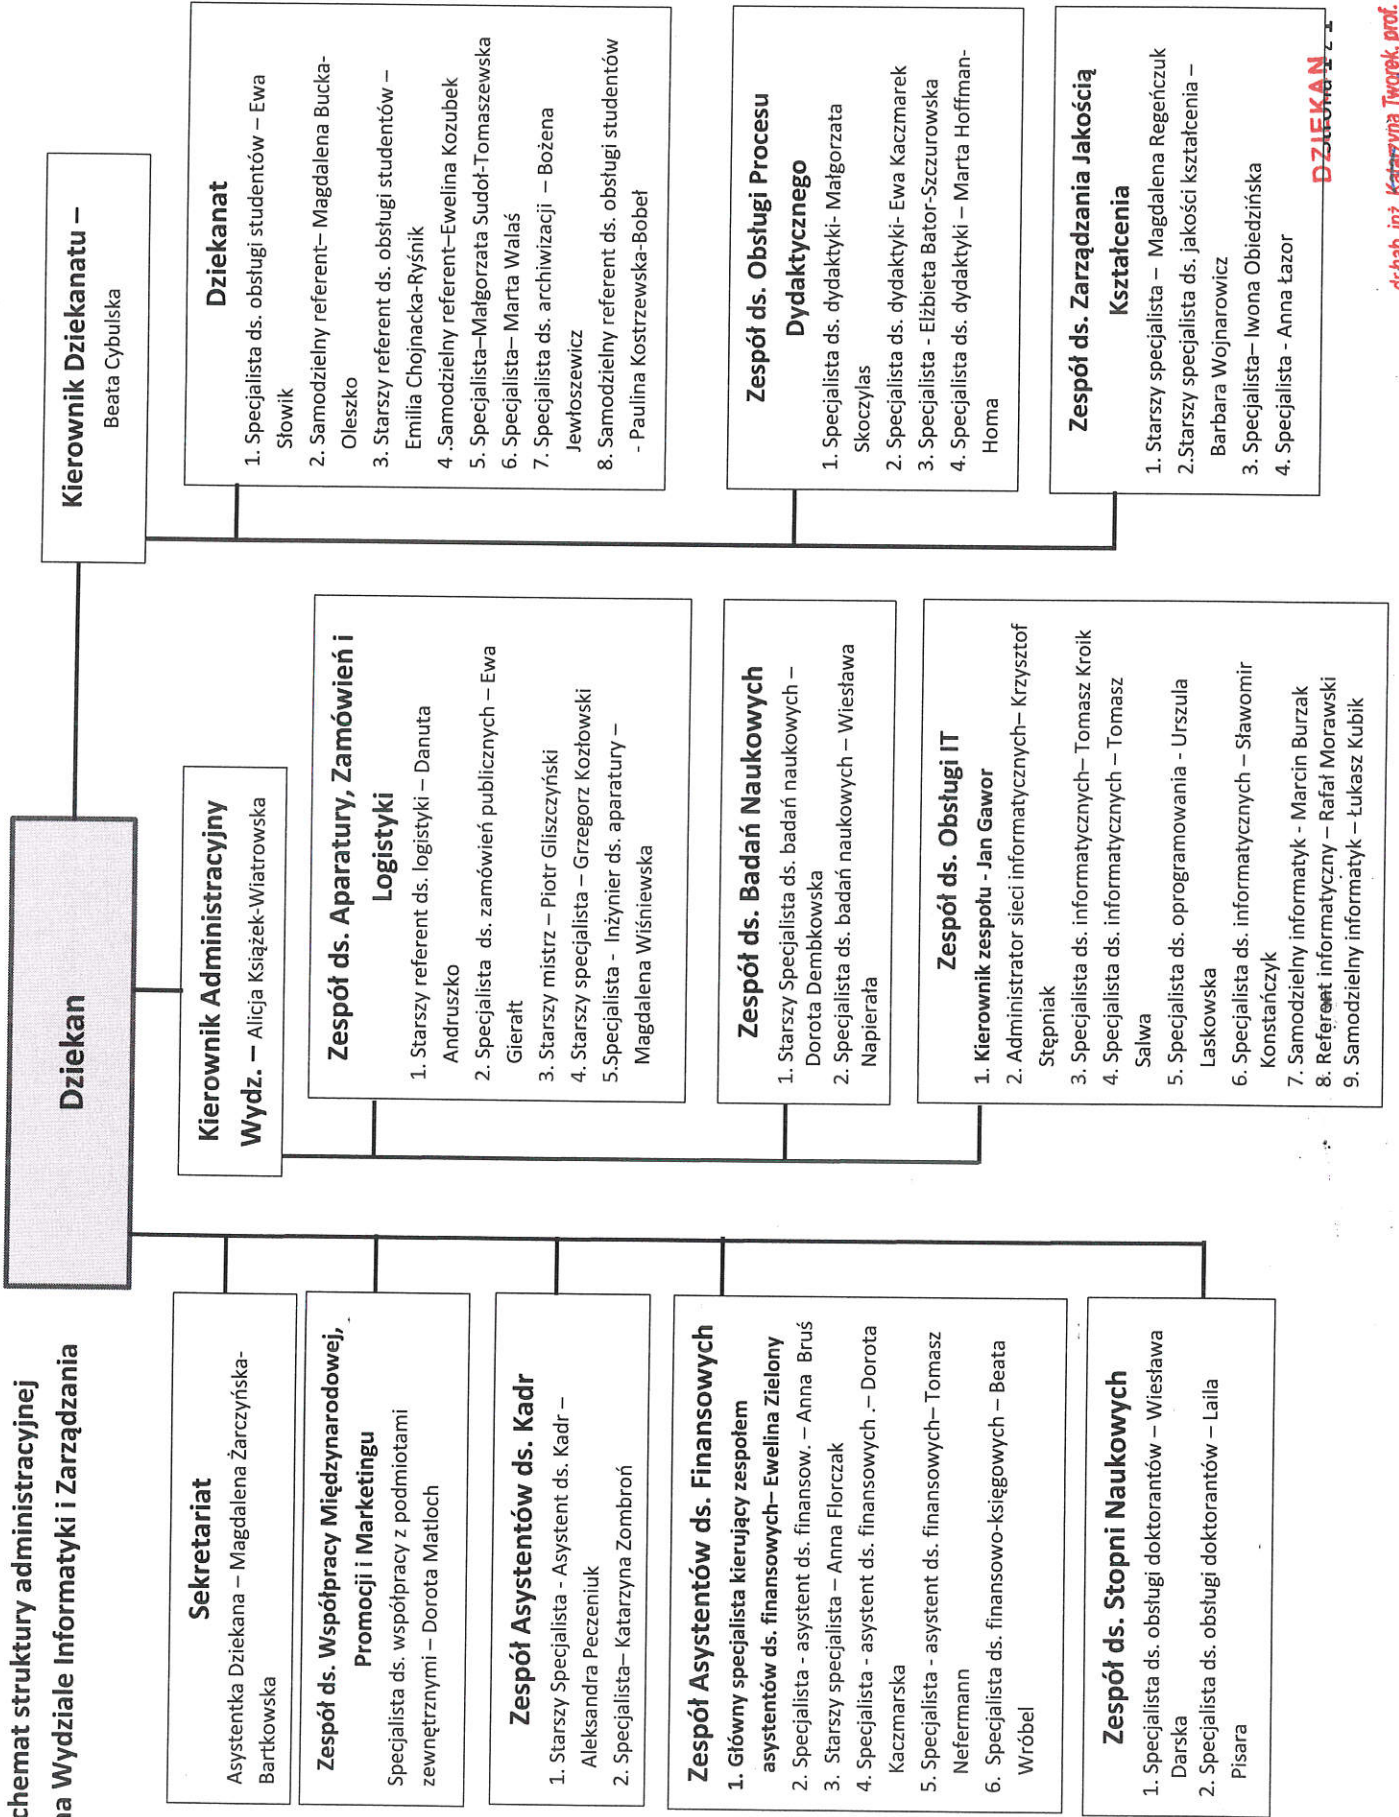 chemat struktury administracyjnej
na Wydziale Informatyki i Zarządzania
Dziekan
Sekretariat
Asystentka Dziekana – Magdalena Żarczyńska-
Bartkowska
Zespół ds. Współpracy Międzynarodowej,
Promocji i Marketingu
Specjalista ds. współpracy z podmiotami
zewnętrznymi – Dorota Matloch
Zespół Asystentów ds. Kadr
1. Starszy Specjalista - Asystent ds. Kadr –
Aleksandra Peczeniuk
2. Specjalista– Katarzyna Zombroń
Zespół Asystentów ds. Finansowych
1. Główny specjalista kierujący zespołem
asystentów ds. finansowych– Ewelina Zielony
2. Specjalista - asystent ds. finansow. – Anna Bruś
3. Starszy specjalista – Anna Florczak
4. Specjalista - asystent ds. finansowych .– Dorota
Kaczmarska
5. Specjalista - asystent ds. finansowych– Tomasz
Nefermann
6. Specjalista ds. finansowo-księgowych – Beata
Wróbel
Zespół ds. Stopni Naukowych
1. Specjalista ds. obsługi doktorantów – Wiesława
Darska
2. Specjalista ds. obsługi doktorantów – Laila
Pisara
Kierownik Administracyjny
Wydz. – Alicja Książek-Wiatrowska
Zespół ds. Aparatury, Zamówień i
Logistyki
1. Starszy referent ds. logistyki – Danuta
Andruszko
2. Specjalista ds. zamówień publicznych – Ewa
Gierałt
3. Starszy mistrz – Piotr Gliszczyński
4. Starszy specjalista – Grzegorz Kozłowski
5.Specjalista - Inżynier ds. aparatury –
Magdalena Wiśniewska
Zespół ds. Badań Naukowych
1. Starszy Specjalista ds. badań naukowych –
Dorota Dembkowska
2. Specjalista ds. badań naukowych – Wiesława
Napierała
Zespół ds. Obsługi IT
1. Kierownik zespołu - Jan Gawor
2. Administrator sieci informatycznych– Krzysztof
Stępniak
3. Specjalista ds. informatycznych– Tomasz Kroik
4. Specjalista ds. informatycznych – Tomasz
Salwa
5. Specjalista ds. oprogramowania - Urszula
Laskowska
6. Specjalista ds. informatycznych – Sławomir
Konstańczyk
7. Samodzielny informatyk - Marcin Burzak
8. Referent informatyczny – Rafał Morawski
9. Samodzielny informatyk – Łukasz Kubik
Kierownik Dziekanatu –
Beata Cybulska
Dziekanat
1. Specjalista ds. obsługi studentów – Ewa
Słowik
2. Samodzielny referent– Magdalena Bucka-
Oleszko
3. Starszy referent ds. obsługi studentów –
Emilia Chojnacka-Ryśnik
4 .Samodzielny referent–Ewelina Kozubek
5. Specjalista–Małgorzata Sudoł-Tomaszewska
6. Specjalista– Marta Walaś
7. Specjalista ds. archiwizacji – Bożena
Jewłoszewicz
8. Samodzielny referent ds. obsługi studentów
- Paulina Kostrzewska-Bobeł
Zespół ds. Obsługi Procesu
Dydaktycznego
1. Specjalista ds. dydaktyki- Małgorzata
Skoczylas
2. Specjalista ds. dydaktyki- Ewa Kaczmarek
3. Specjalista - Elżbieta Bator-Szczurowska
4. Specjalista ds. dydaktyki – Marta Hoffman-
Homa
Zespół ds. Zarządzania Jakością
Kształcenia
1. Starszy specjalista – Magdalena Regeńczuk
2.Starszy specjalista ds. jakości kształcenia –
Barbara Wojnarowicz
3. Specjalista– Iwona Obiedzińska
4. Specjalista - Anna Łazor
DZIEKAN
dr hab. inż. Katarzyna Tworek, prof.